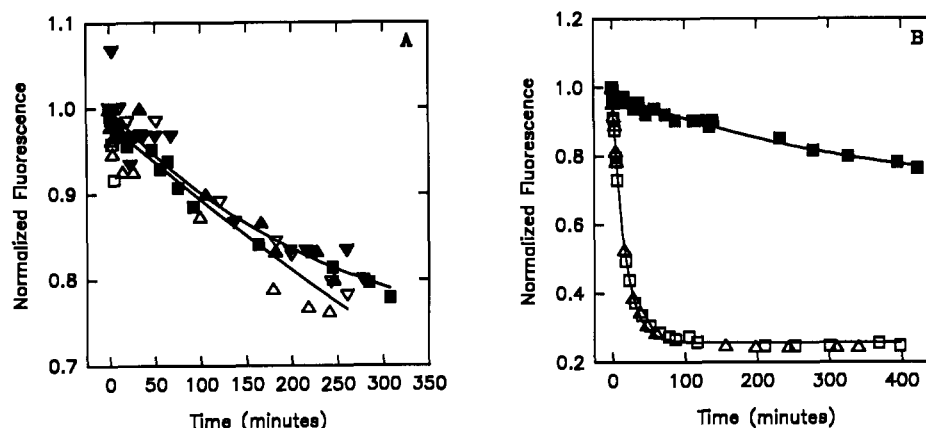 A
Normalized Fluorescence
1.1
1.0
0.9
0.8
0.7
0 50 100 150 200 250 300 350
Time (minutes)
B
Normalized Fluorescence
1.2
1.0
0.8
0.6
0.4
0.2
0 100 200 300 400
Time (minutes)